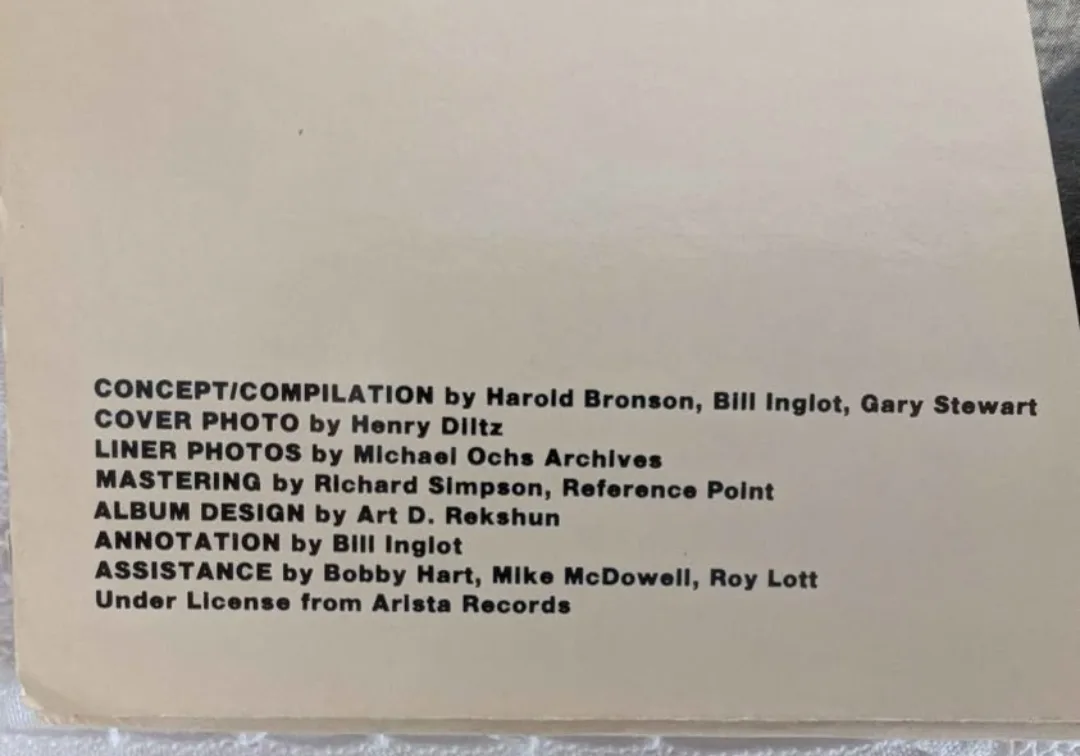 CONCEPT/COMPILATION by Harold Bronson, Bill Inglot, Gary Stewart
COVER PHOTO by Henry Diltz
LINER PHOTOS by Michael Ochs Archives
MASTERING by Richard Simpson, Reference Point
ALBUM DESIGN by Art D. Rekshun
ANNOTATION by Bill Inglot
ASSISTANCE by Bobby Hart, Mike McDowell, Roy Lott
Under License from Arista Records